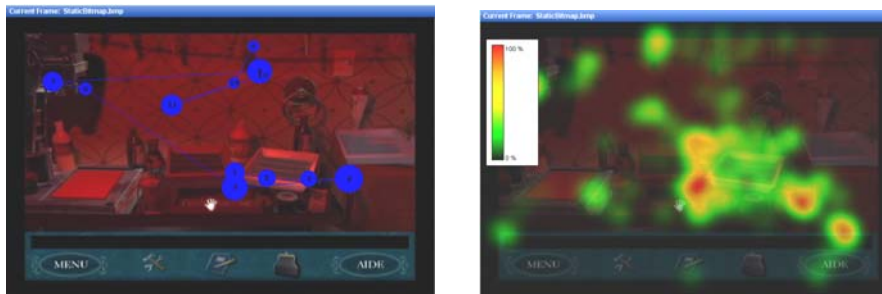 Current Frame: StaticBitmap.bmp
MENU
AIDE
Current Frame: StaticBitmap.bmp
100 %
0 %
MENU
AIDE